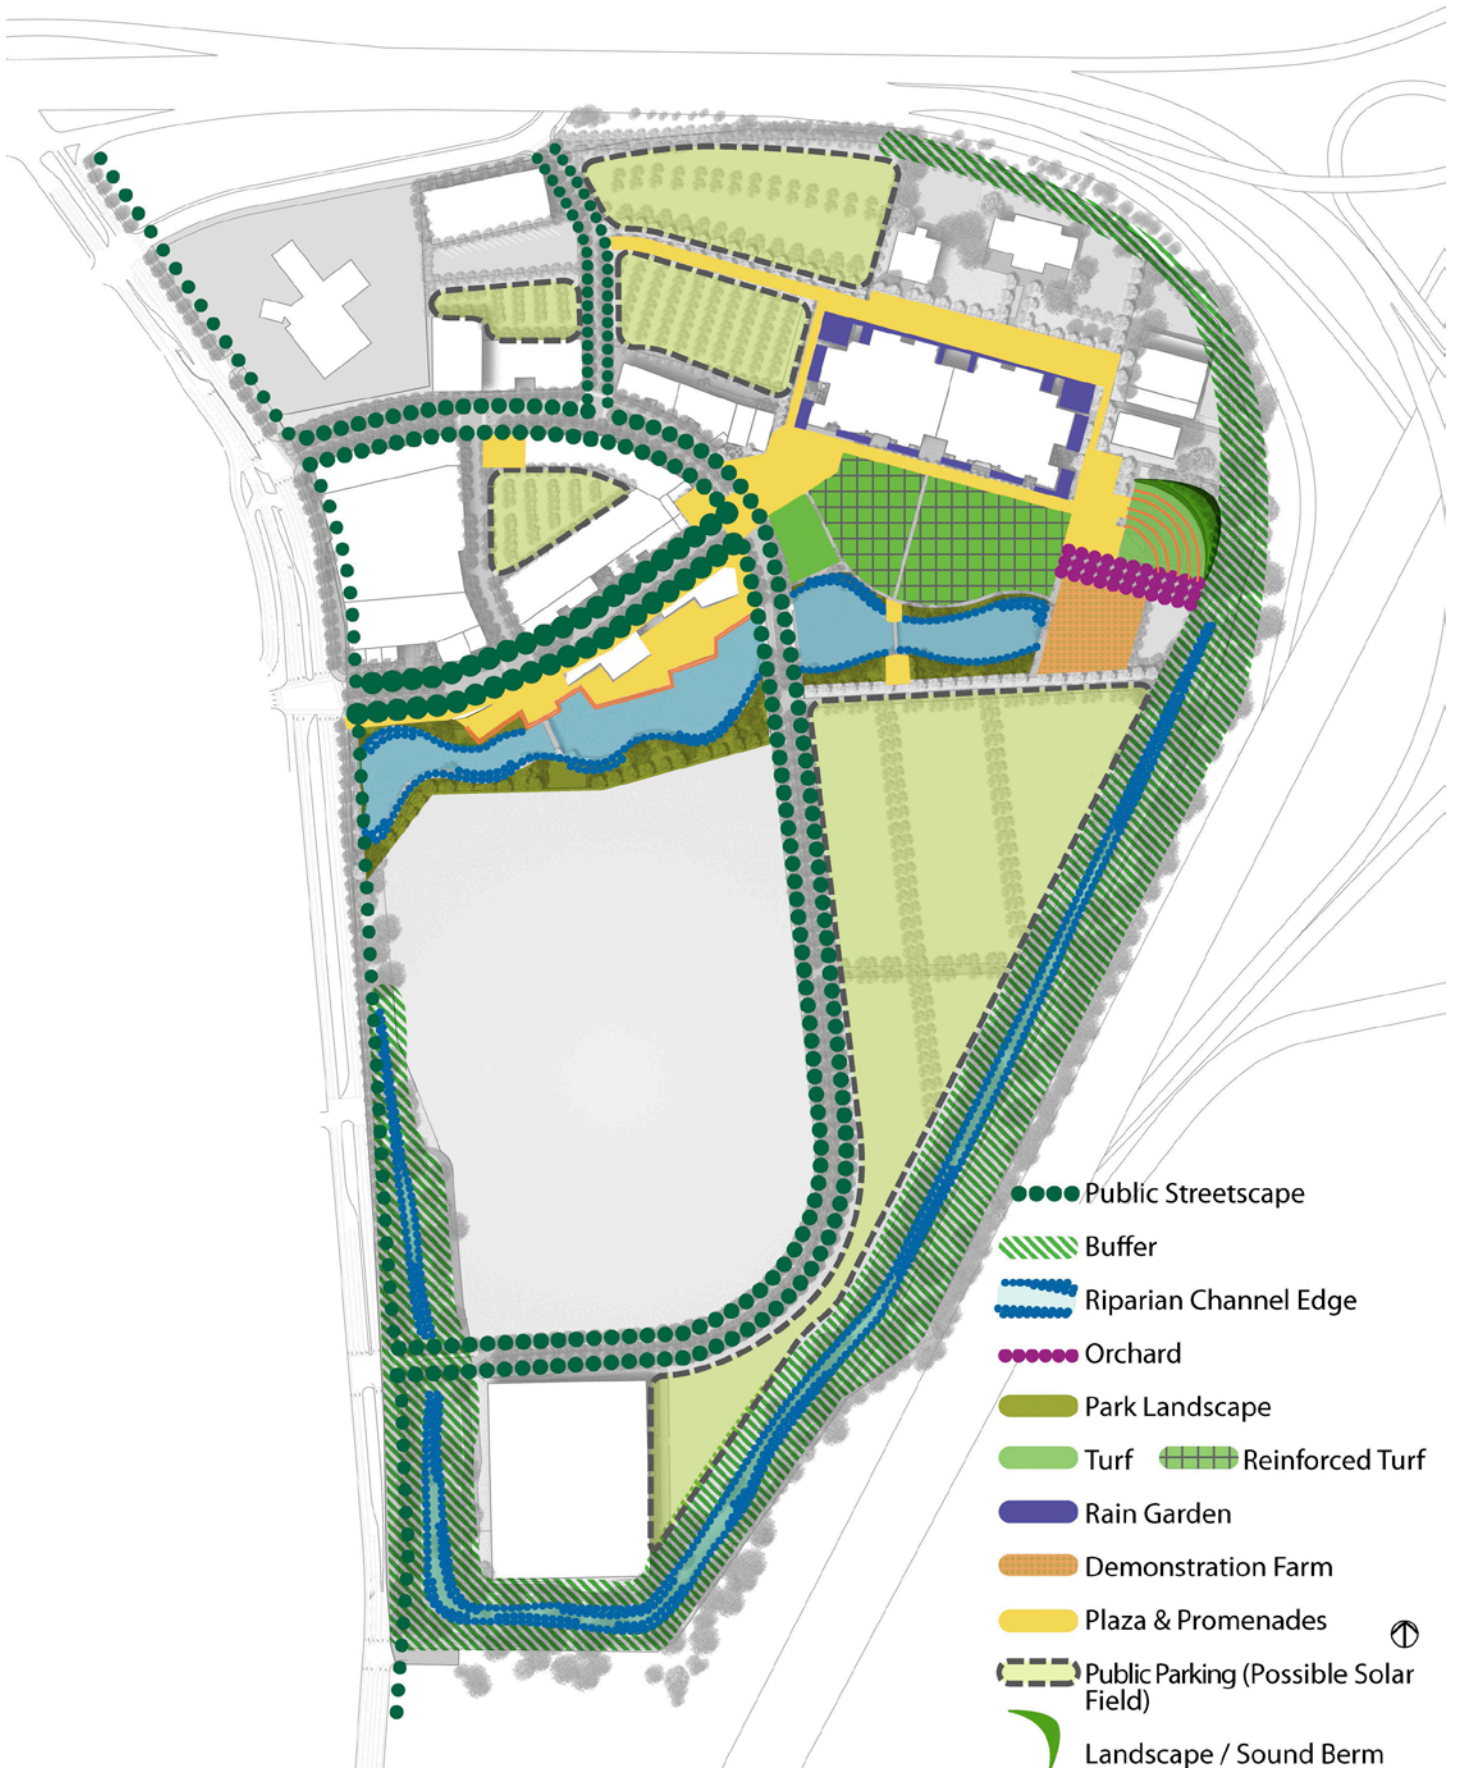 Public Streetscape
Buffer
Riparian Channel Edge
Orchard
Park Landscape
Turf Reinforced Turf
Rain Garden
Demonstration Farm
Plaza & Promenades
Public Parking (Possible Solar
Field)
Landscape / Sound Berm